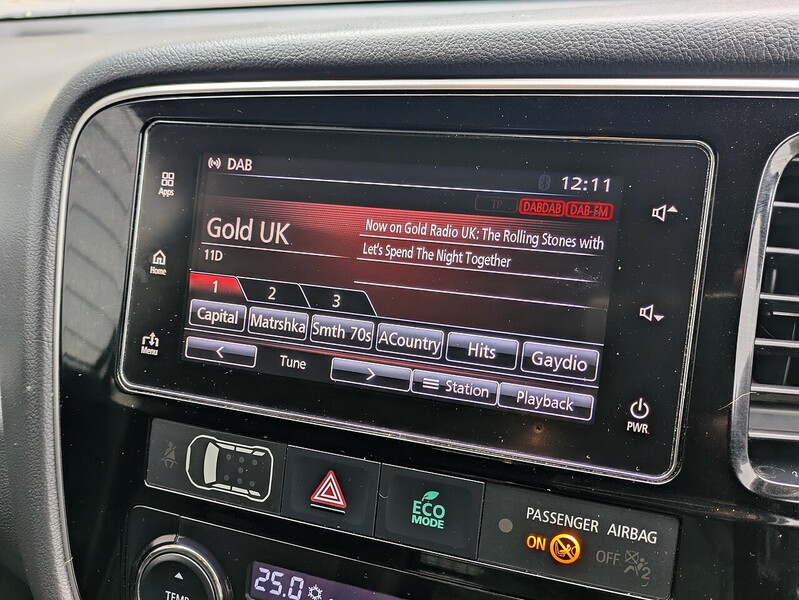 DAB
12:11
Apps
TP DABDAB DAB-FM
Gold UK
Now on Gold Radio UK: The Rolling Stones with
Let's Spend The Night Together
11D
Home
1 2 3
Capital Matrshka Smth 70s ACountry Hits Gaydio
Menu
< Tune > Station Playback
PWR
ECO
MODE
PASSENGER AIRBAG
ON OFF 2
25.0
TEMP